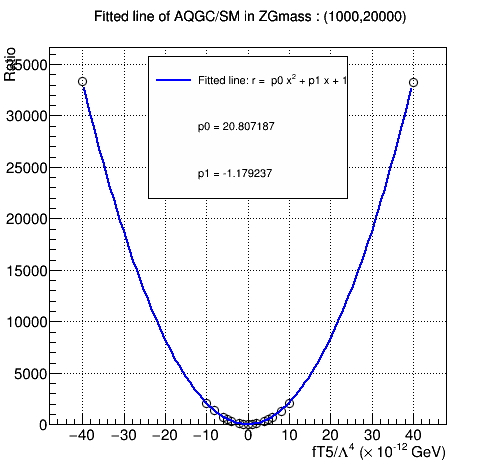 Fitted line of AQGC/SM in ZGmass : (1000,20000)
Ratio
35000
30000
25000
20000
15000
10000
5000
0
Fitted line: r = p0 x² + p1 x + 1
p0 = 20.807187
p1 = -1.179237
−40 −30 −20 −10 0 10 20 30 40
fT5/Λ⁴ (× 10⁻¹² GeV)